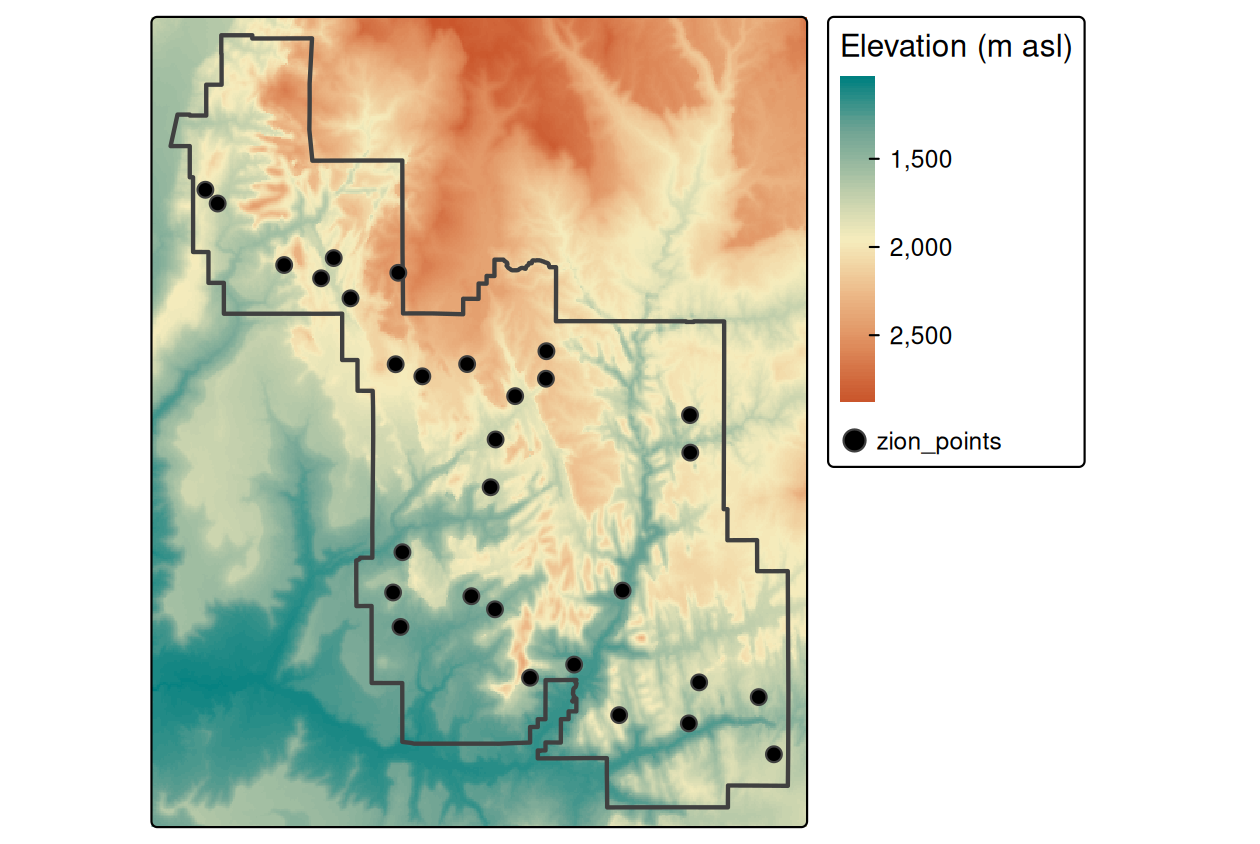 Elevation (m asl)
1,500
2,000
2,500
zion_points